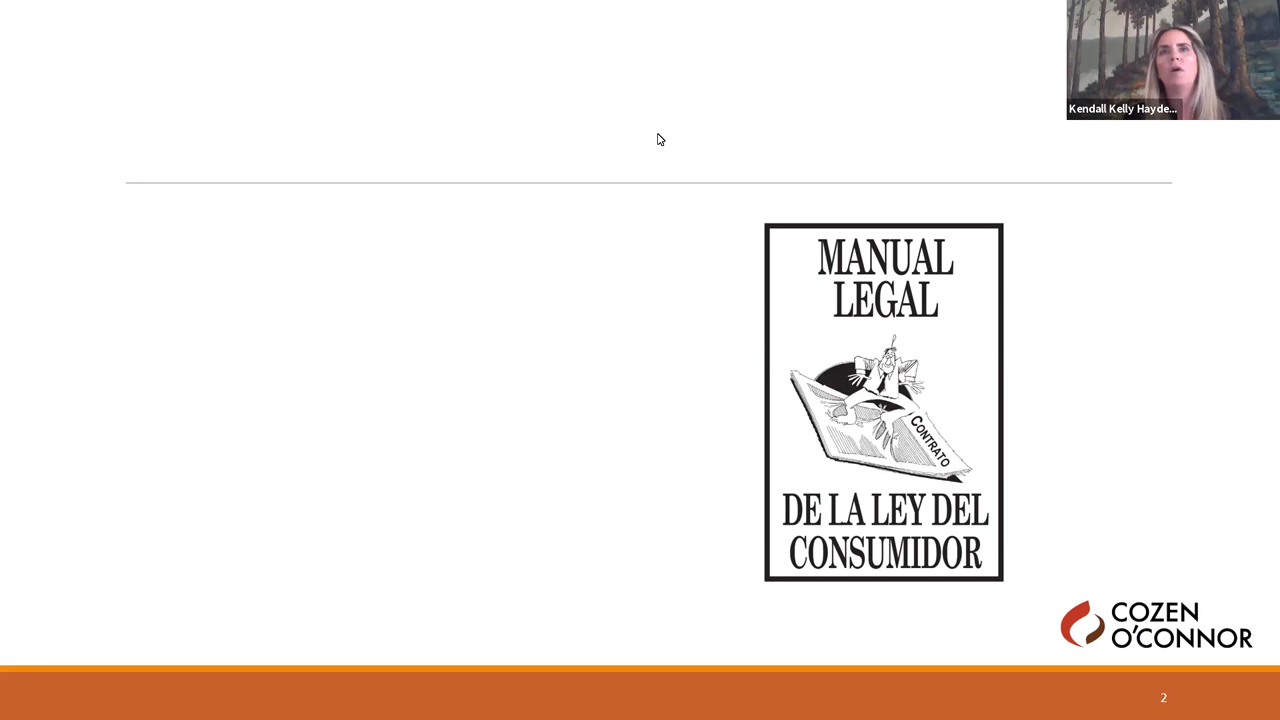 Kendall Kelly Hayde...
MANUAL
LEGAL
CONTRATO
DE LA LEY DEL
CONSUMIDOR
COZEN
O'CONNOR
2